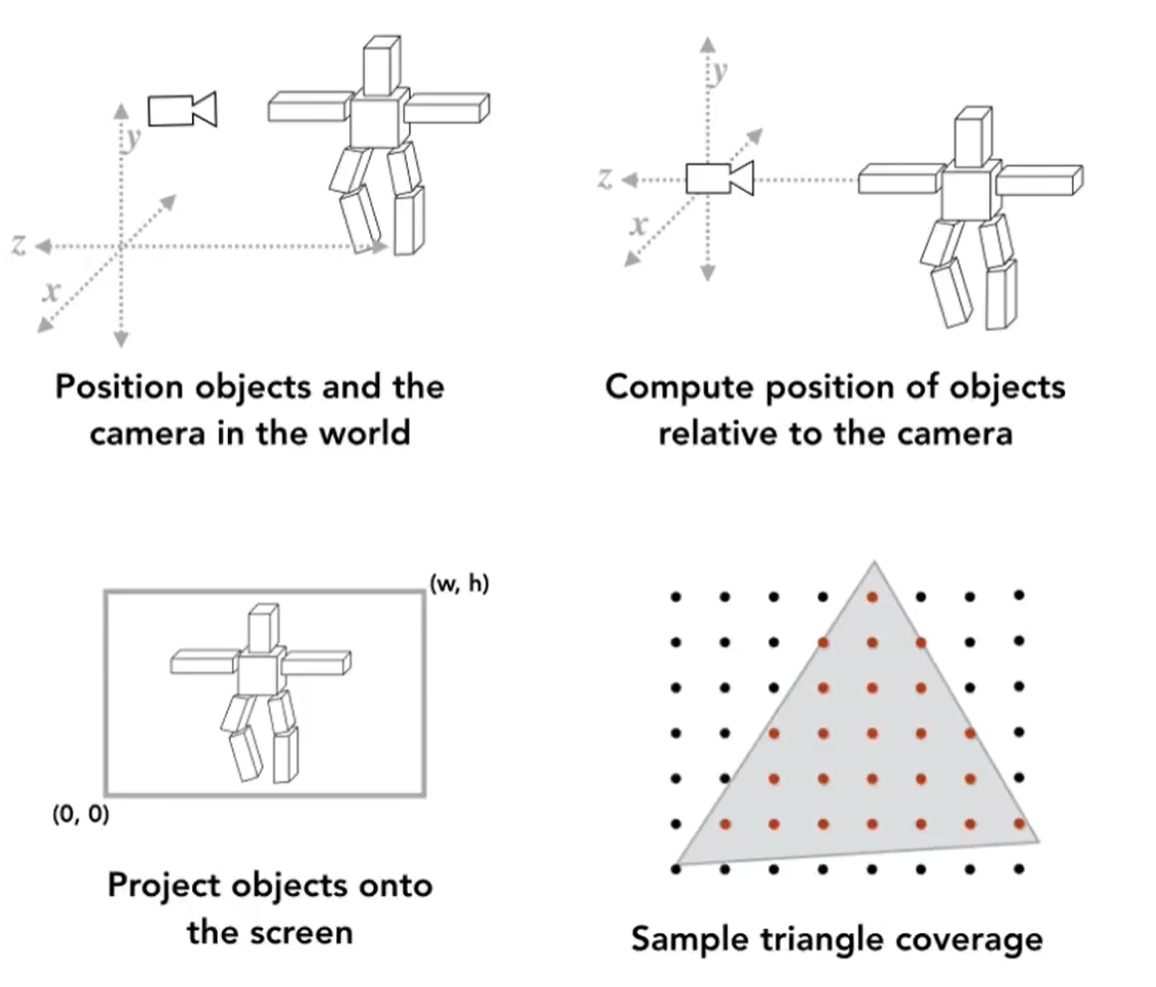 y
z
x
Position objects and the
camera in the world
y
z
x
Compute position of objects
relative to the camera
(w, h)
(0, 0)
Project objects onto
the screen
Sample triangle coverage